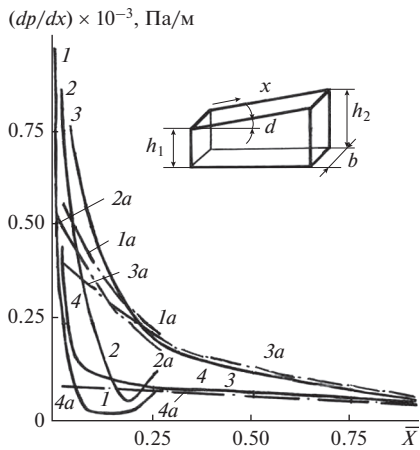 (dp/dx) × 10⁻³, Па/м
1
2
3
x
h₂
0.75
d
h₁
b
2a
0.50
1a
3a
4
1a
0.25
3a
2
2a
4
3
4a
1
4a
0
0.25
0.50
0.75
X̅